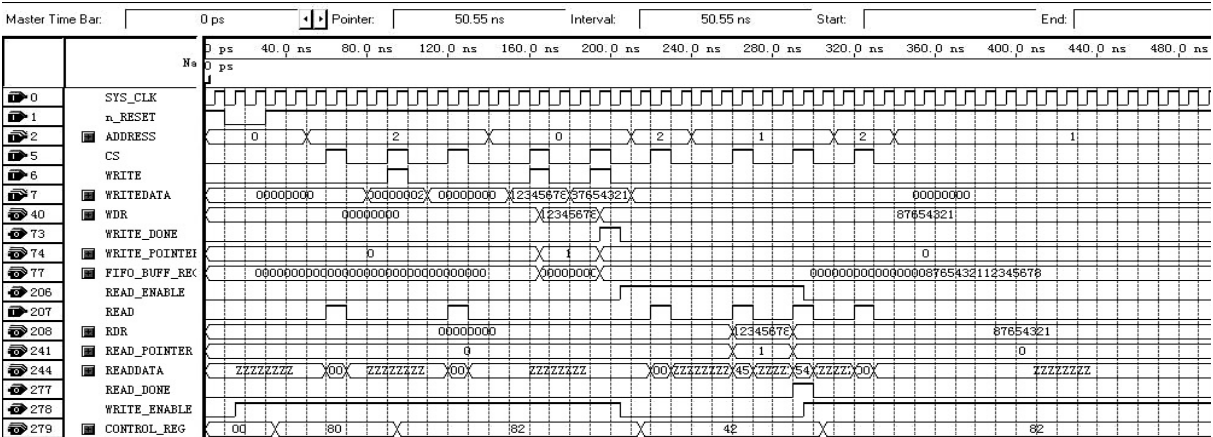 Master Time Bar: 0 ps Pointer: 50.55 ns Interval: 50.55 ns Start: End:
0 ps 40.0 ns 80.0 ns 120.0 ns 160.0 ns 200.0 ns 240.0 ns 280.0 ns 320.0 ns 360.0 ns 400.0 ns 440.0 ns 480.0 ns
Na 0 ps
0 SYS_CLK
1 n_RESET
2 ADDRESS 0 2 0 2 1 2 1
5 CS
6 WRITE
7 WRITEDATA 00000000 00000002 00000000 12345678 87654321 00000000
40 WDR 00000000 12345678 87654321
73 WRITE_DONE
74 WRITE_POINTER 0 1 0
77 FIFO_BUFF_REG 00000000000000000000000000000000 00000000 00000000000000008765432112345678
206 READ_ENABLE
207 READ
208 RDR 00000000 12345678 87654321
241 READ_POINTER 0 1 0
244 READDATA ZZZZZZZZ 00 ZZZZZZZZ 00 ZZZZZZZZ 00 ZZZZZZZZ 45 ZZZZ 54 ZZZZ 00 ZZZZZZZZ
277 READ_DONE
278 WRITE_ENABLE
279 CONTROL_REG 00 80 82 42 82